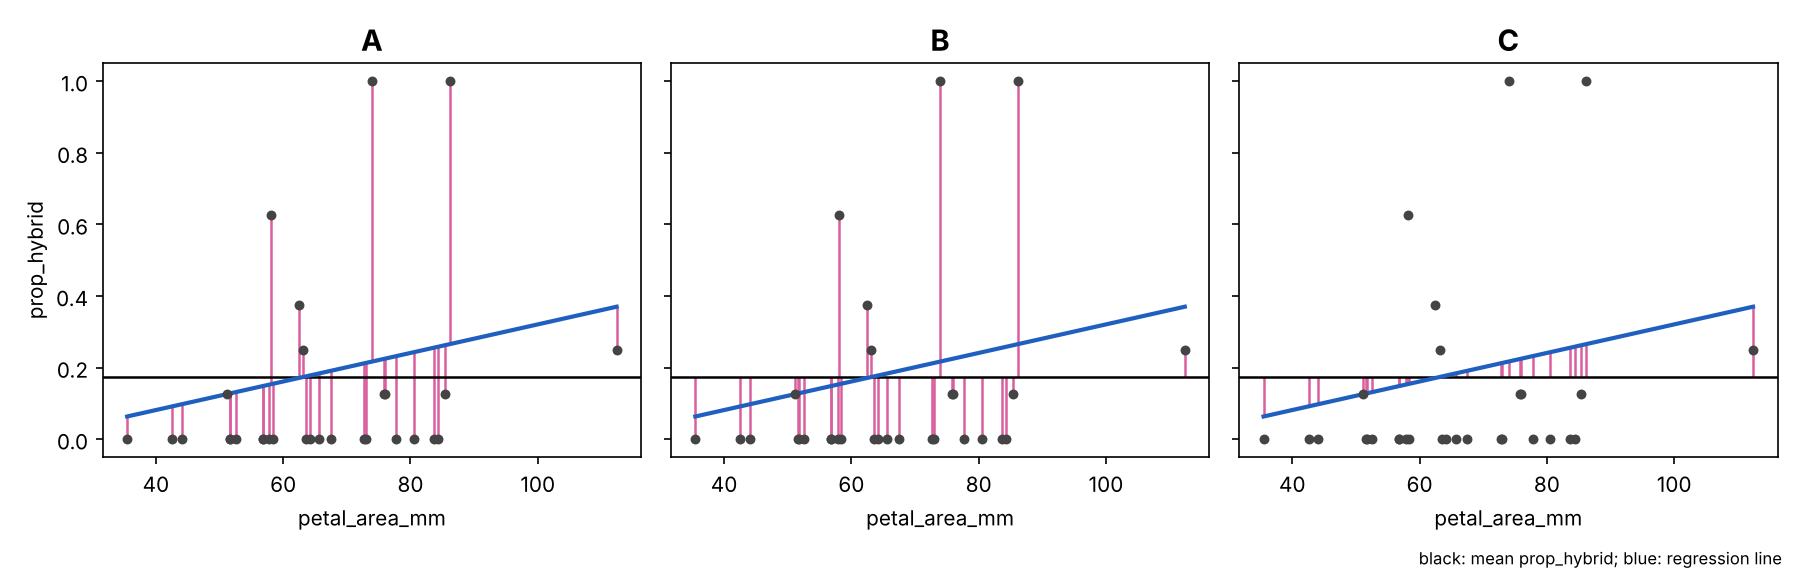 A B C
prop_hybrid
1.0
0.8
0.6
0.4
0.2
0.0
40 60 80 100 40 60 80 100 40 60 80 100
petal_area_mm petal_area_mm petal_area_mm
black: mean prop_hybrid; blue: regression line